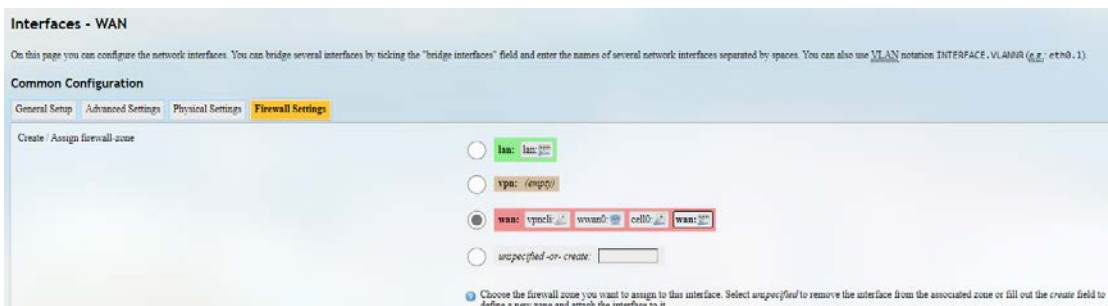 Interfaces - WAN
On this page you can configure the network interfaces. You can bridge several interfaces by ticking the "bridge interfaces" field and enter the names of several network interfaces separated by spaces. You can also use VLAN notation INTERFACE.VLANNR (e.g.: eth0.1).
Common Configuration
General Setup Advanced Settings Physical Settings Firewall Settings
Create / Assign firewall-zone
lan: lan:
vpn: (empty)
wan: vpncli: wwan0: cell0: wan:
unspecified -or- create:
Choose the firewall zone you want to assign to this interface. Select unspecified to remove the interface from the associated zone or fill out the create field to
define a new zone and attach the interface to it.